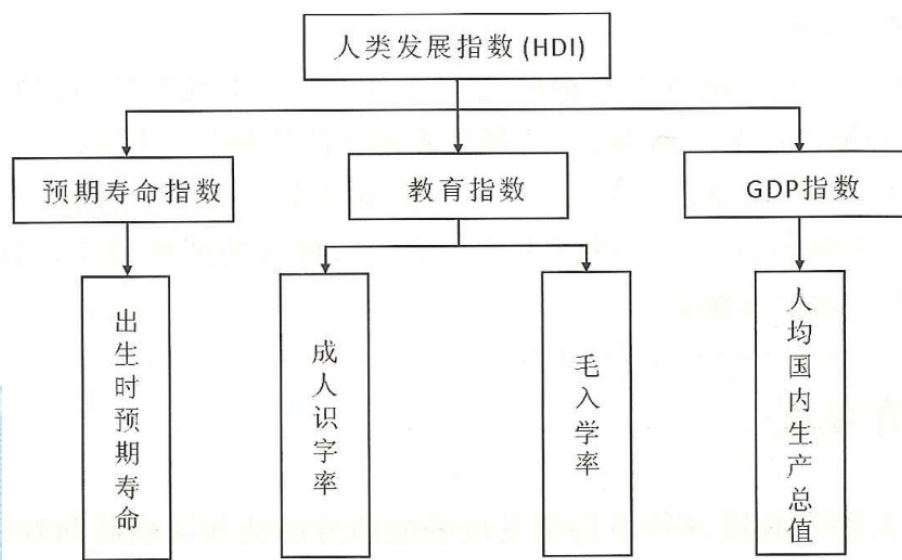 人类发展指数(HDI)
预期寿命指数
教育指数
GDP指数
出生时预期寿命
成人识字率
毛入学率
人均国内生产总值